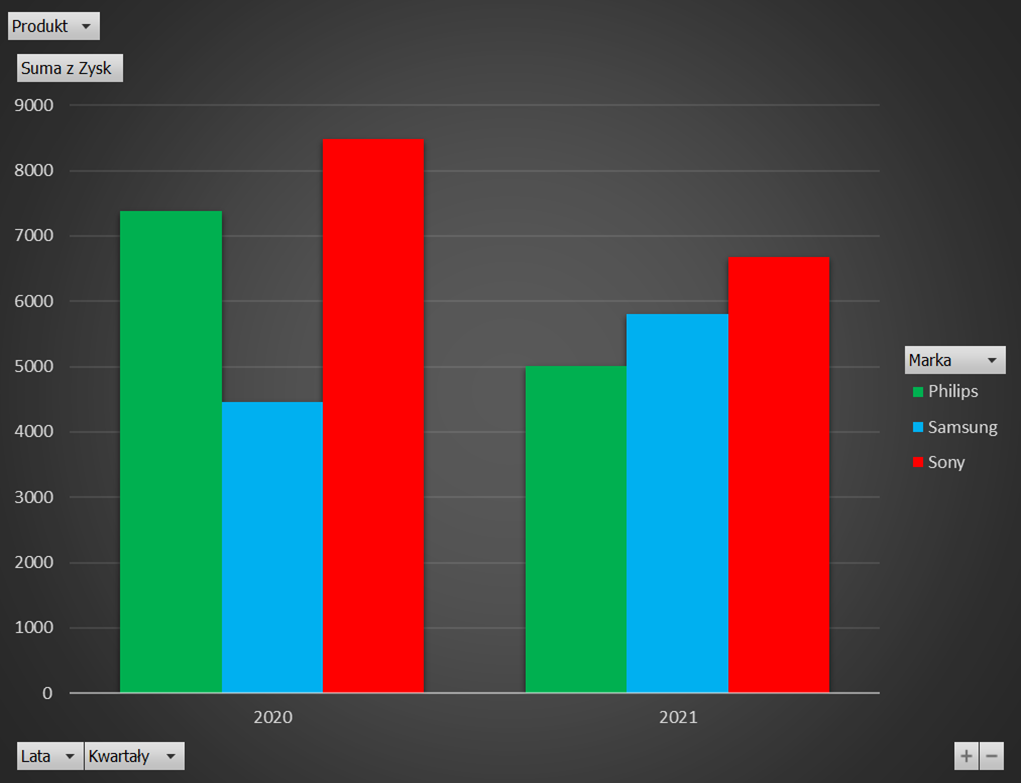 Produkt
Suma z Zysk
9000
8000
7000
6000
5000
4000
3000
2000
1000
0
2020 2021
Marka
Philips
Samsung
Sony
Lata Kwartały
+ −